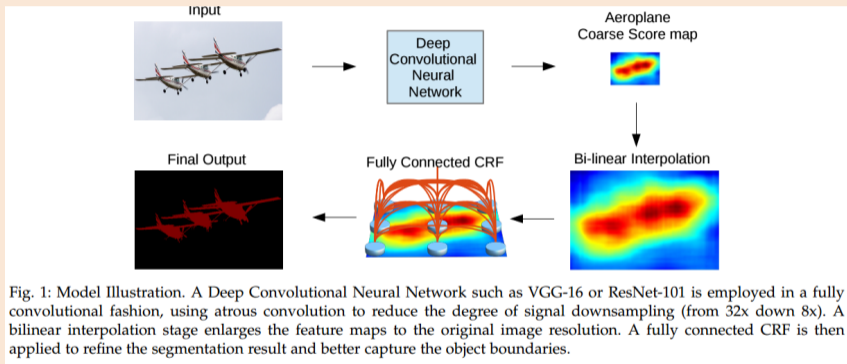 Input
Deep
Convolutional
Neural
Network
Aeroplane
Coarse Score map
Final Output
Fully Connected CRF
Bi-linear Interpolation
Fig. 1: Model Illustration. A Deep Convolutional Neural Network such as VGG-16 or ResNet-101 is employed in a fully
convolutional fashion, using atrous convolution to reduce the degree of signal downsampling (from 32x down 8x). A
bilinear interpolation stage enlarges the feature maps to the original image resolution. A fully connected CRF is then
applied to refine the segmentation result and better capture the object boundaries.